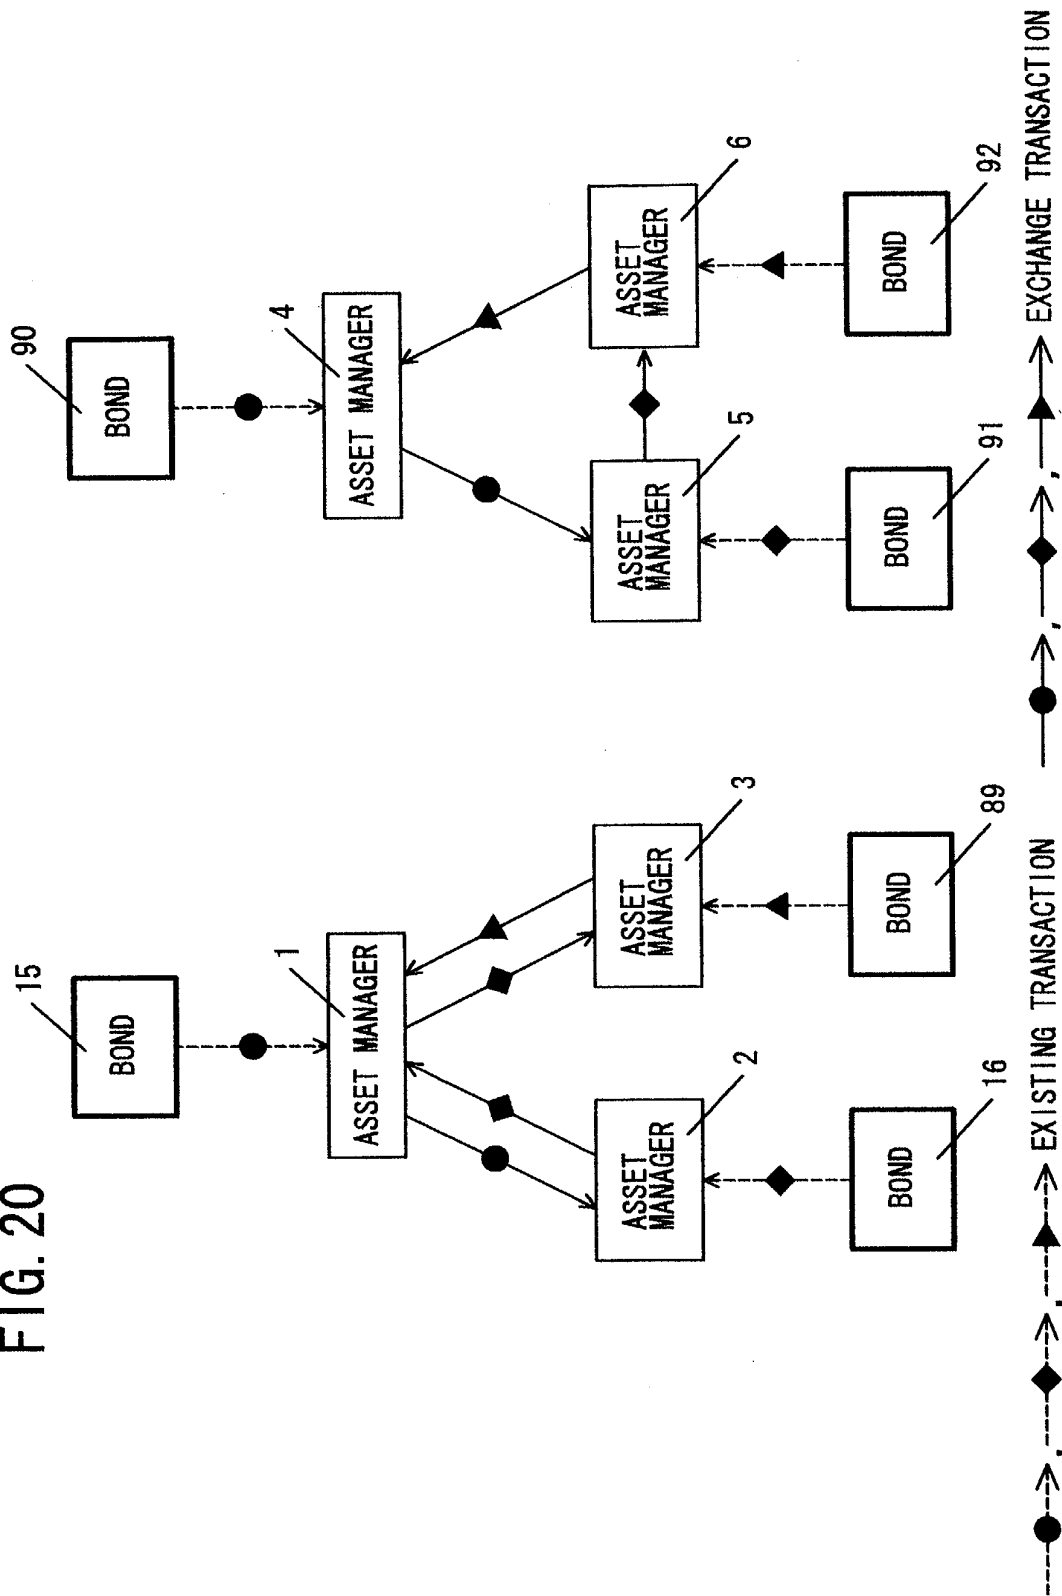 FIG. 20
15
BOND
1
ASSET MANAGER
ASSET
MANAGER
2
ASSET
MANAGER
3
BOND
16
BOND
89
90
BOND
4
ASSET MANAGER
ASSET
MANAGER
5
ASSET
MANAGER
6
BOND
91
BOND
92
EXISTING TRANSACTION
EXCHANGE TRANSACTION